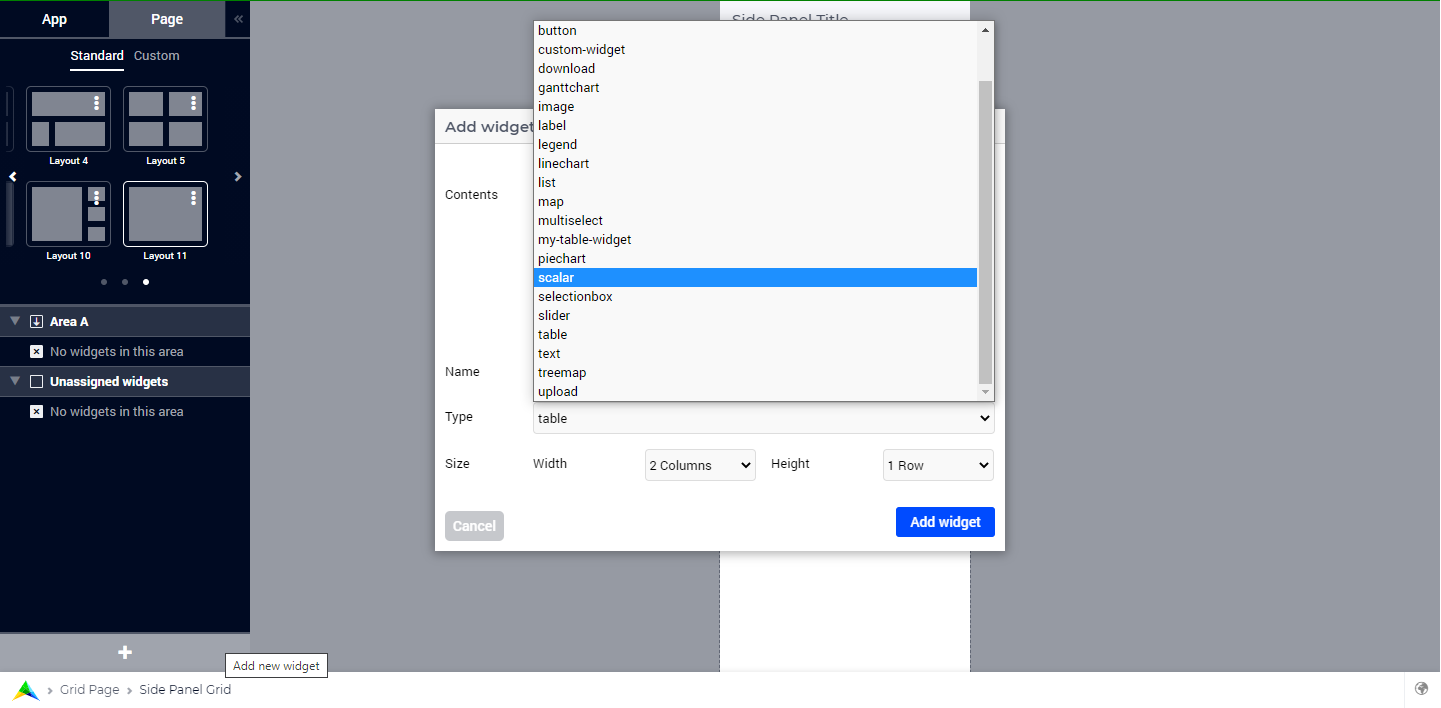 App
Page
«
Standard
Custom
Layout 4
Layout 5
Layout 10
Layout 11
Area A
No widgets in this area
Unassigned widgets
No widgets in this area
+
Add new widget
Side Panel Title
Add widget
Contents
button
custom-widget
download
ganttchart
image
label
legend
linechart
list
map
multiselect
my-table-widget
piechart
scalar
selectionbox
slider
table
text
treemap
upload
Name
Type
table
Size
Width
2 Columns
Height
1 Row
Cancel
Add widget
Grid Page
Side Panel Grid